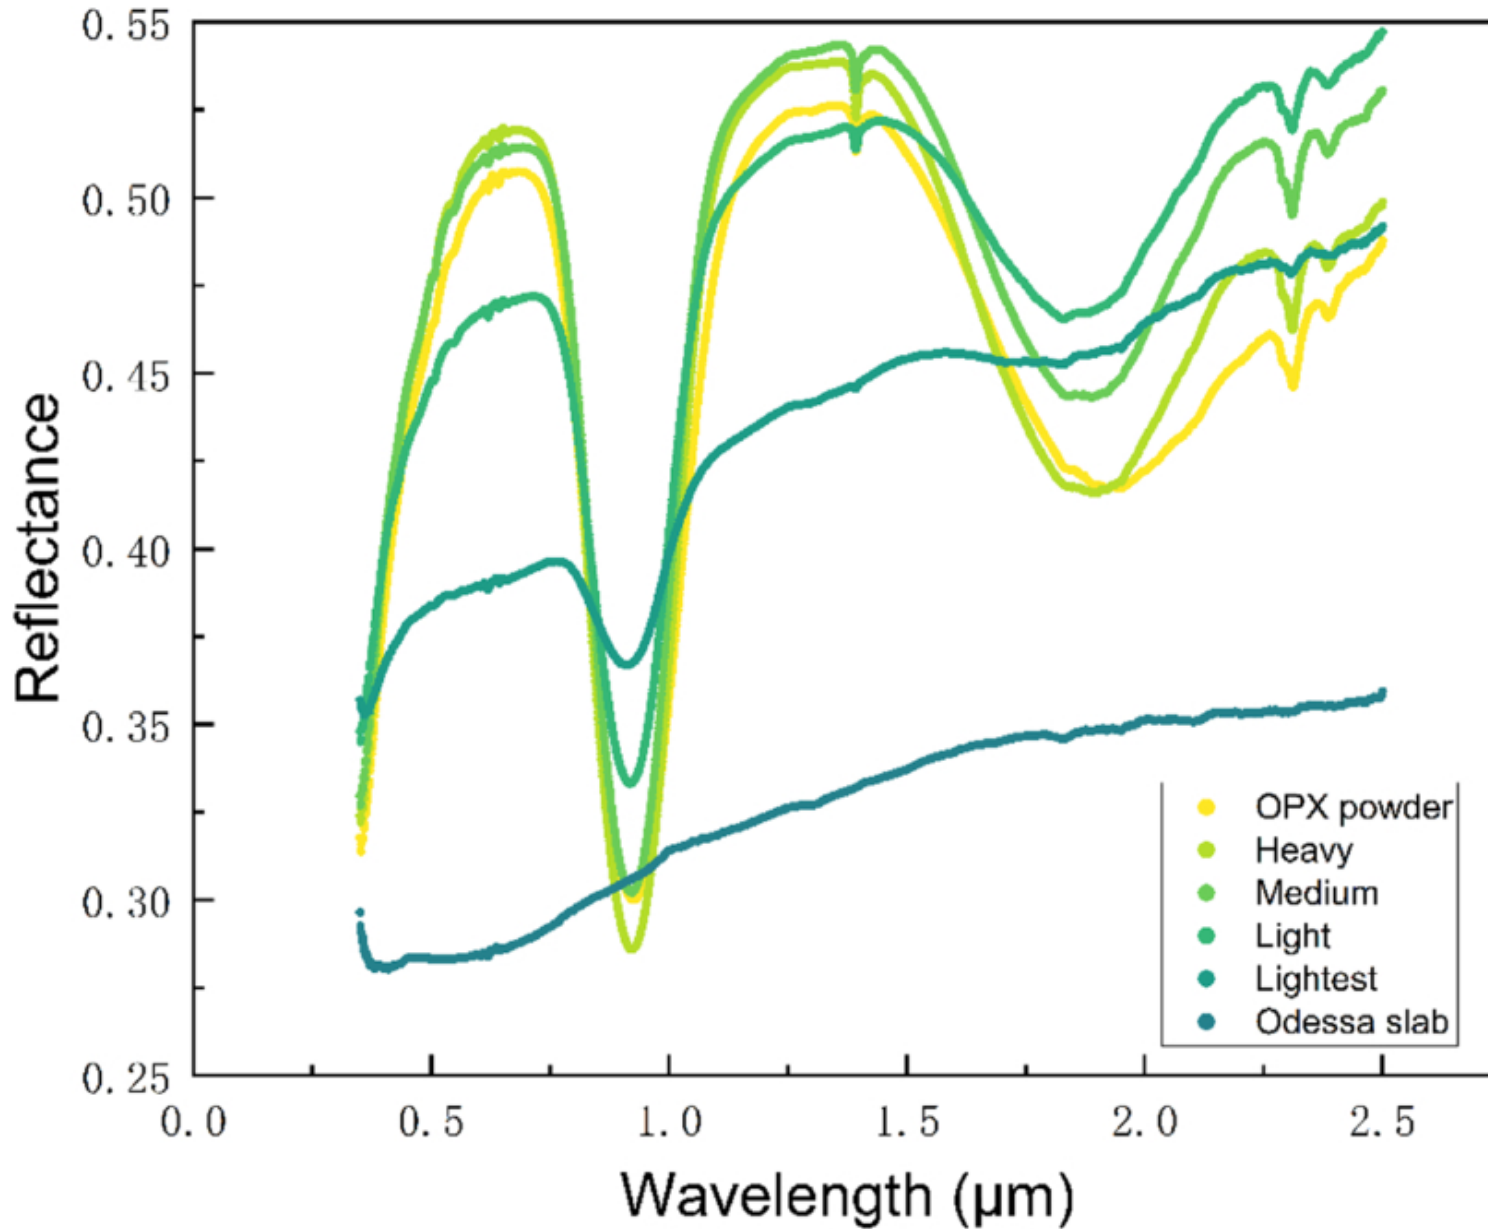 0.55
0.50
0.45
0.40
0.35
0.30
0.25
Reflectance
0.0 0.5 1.0 1.5 2.0 2.5
Wavelength (μm)
OPX powder
Heavy
Medium
Light
Lightest
Odessa slab